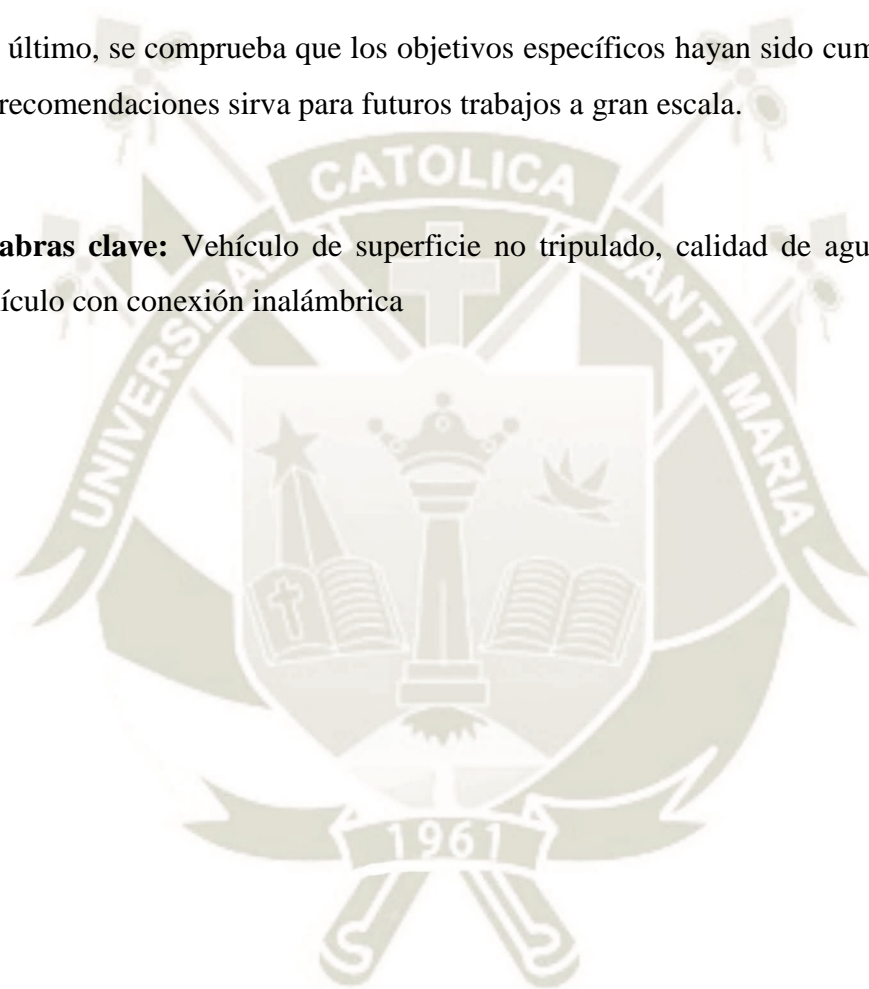 último, se comprueba que los objetivos específicos hayan sido cum
recomendaciones sirva para futuros trabajos a gran escala.
CATOLICA
abras clave: Vehículo de superficie no tripulado, calidad de agu
ículo con conexión inalámbrica
UNIVERSIDAD
SANTA MARIA
1961